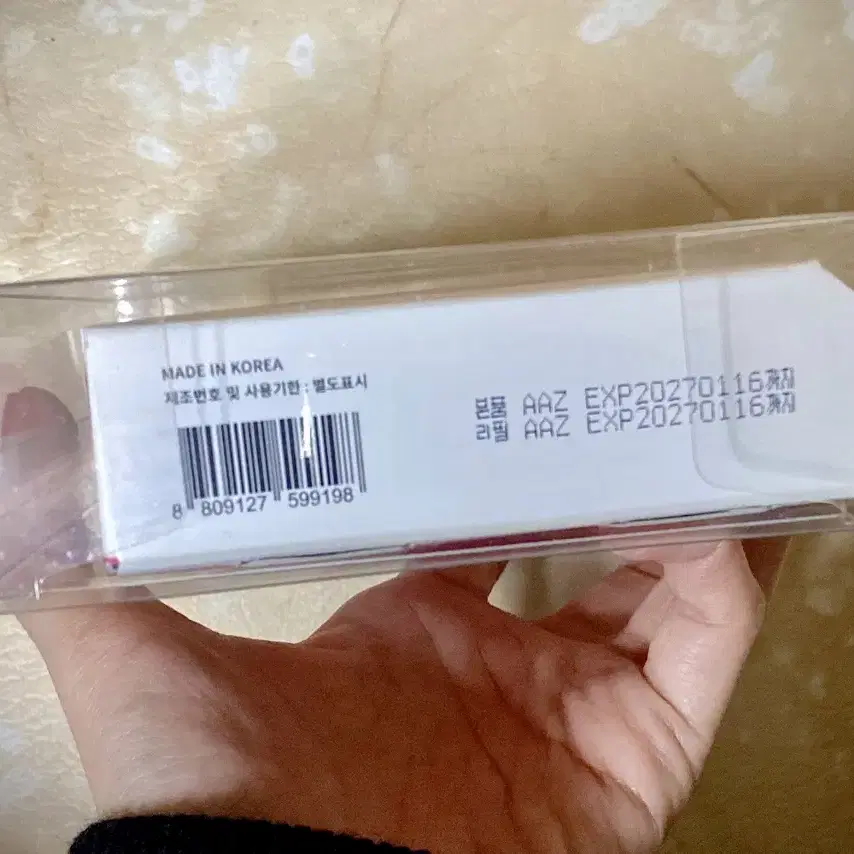 MADE IN KOREA
제조번호 및 사용기한 : 별도표시
8 809127 599198
본품 AAZ EXP20270116까지
리필 AAZ EXP20270116까지